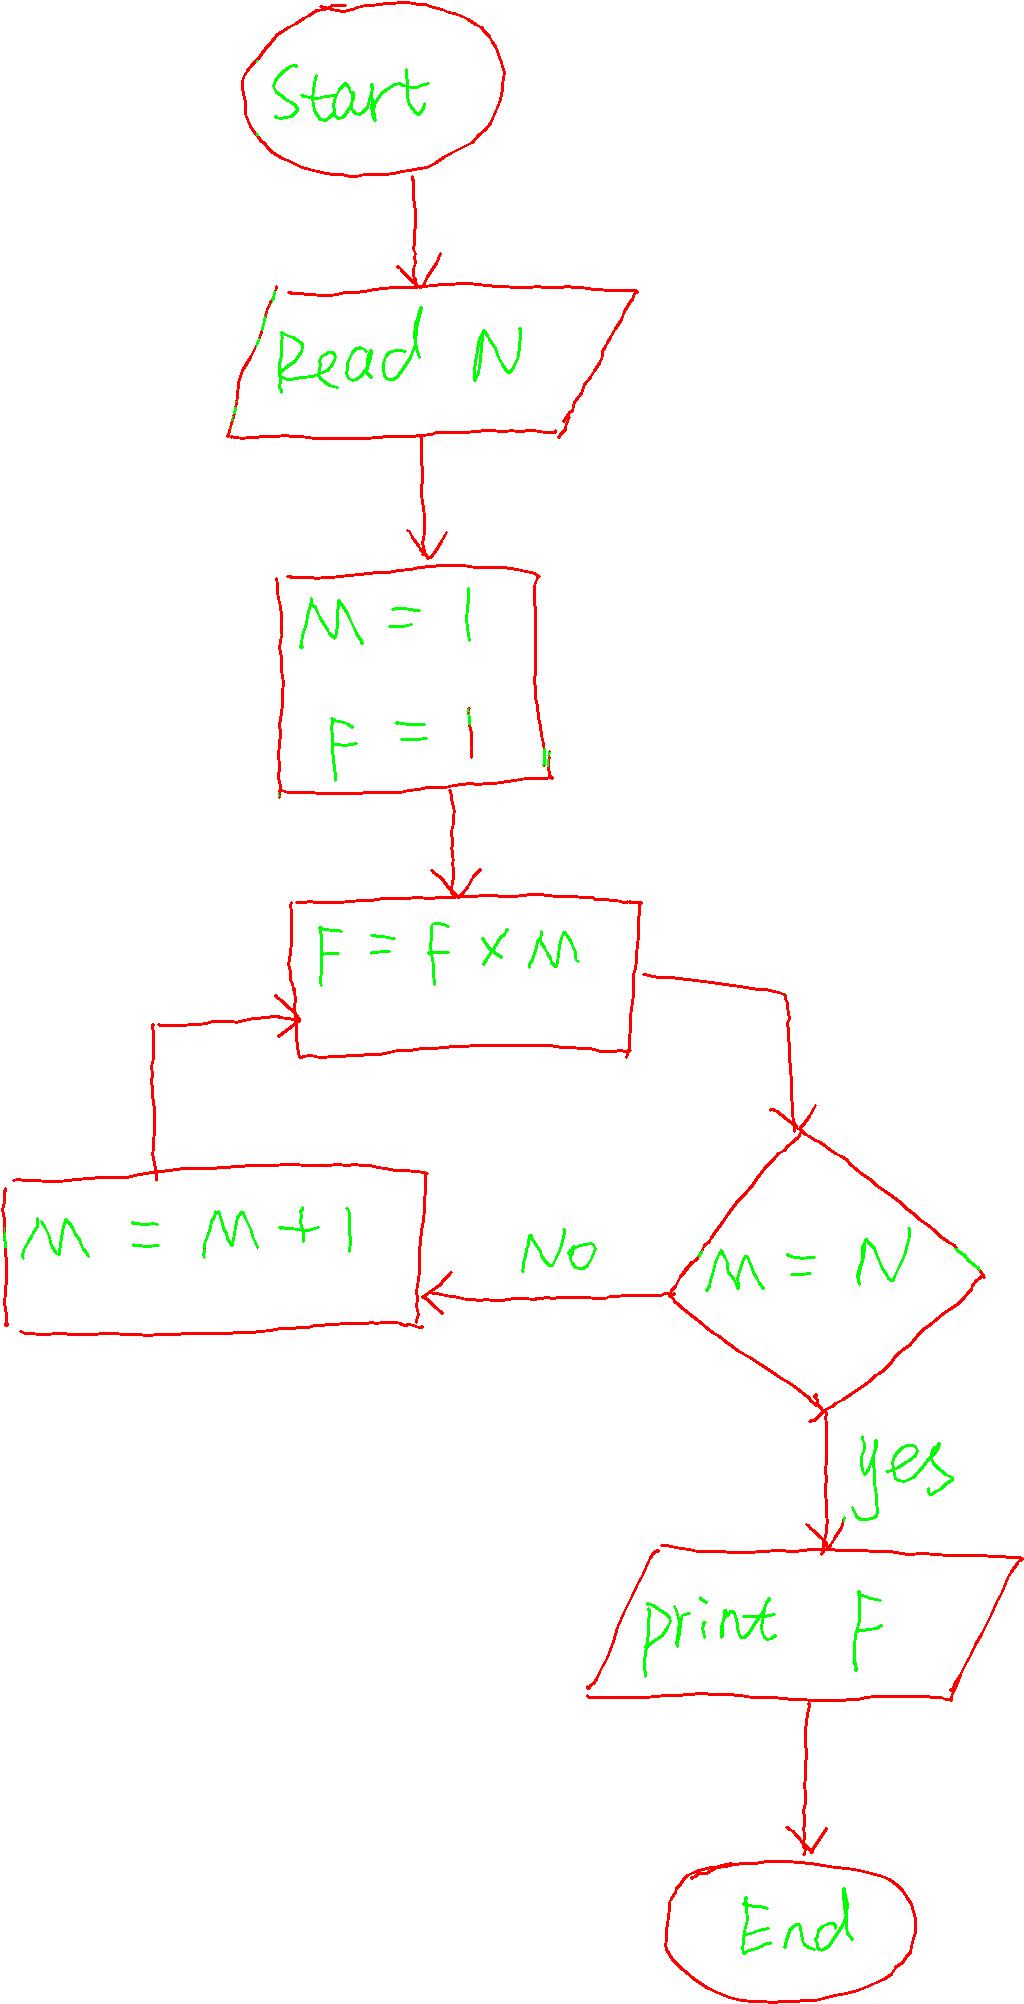 Start
Read N
M = 1
F = 1
F = F × M
M = N
No
M = M + 1
yes
print F
End